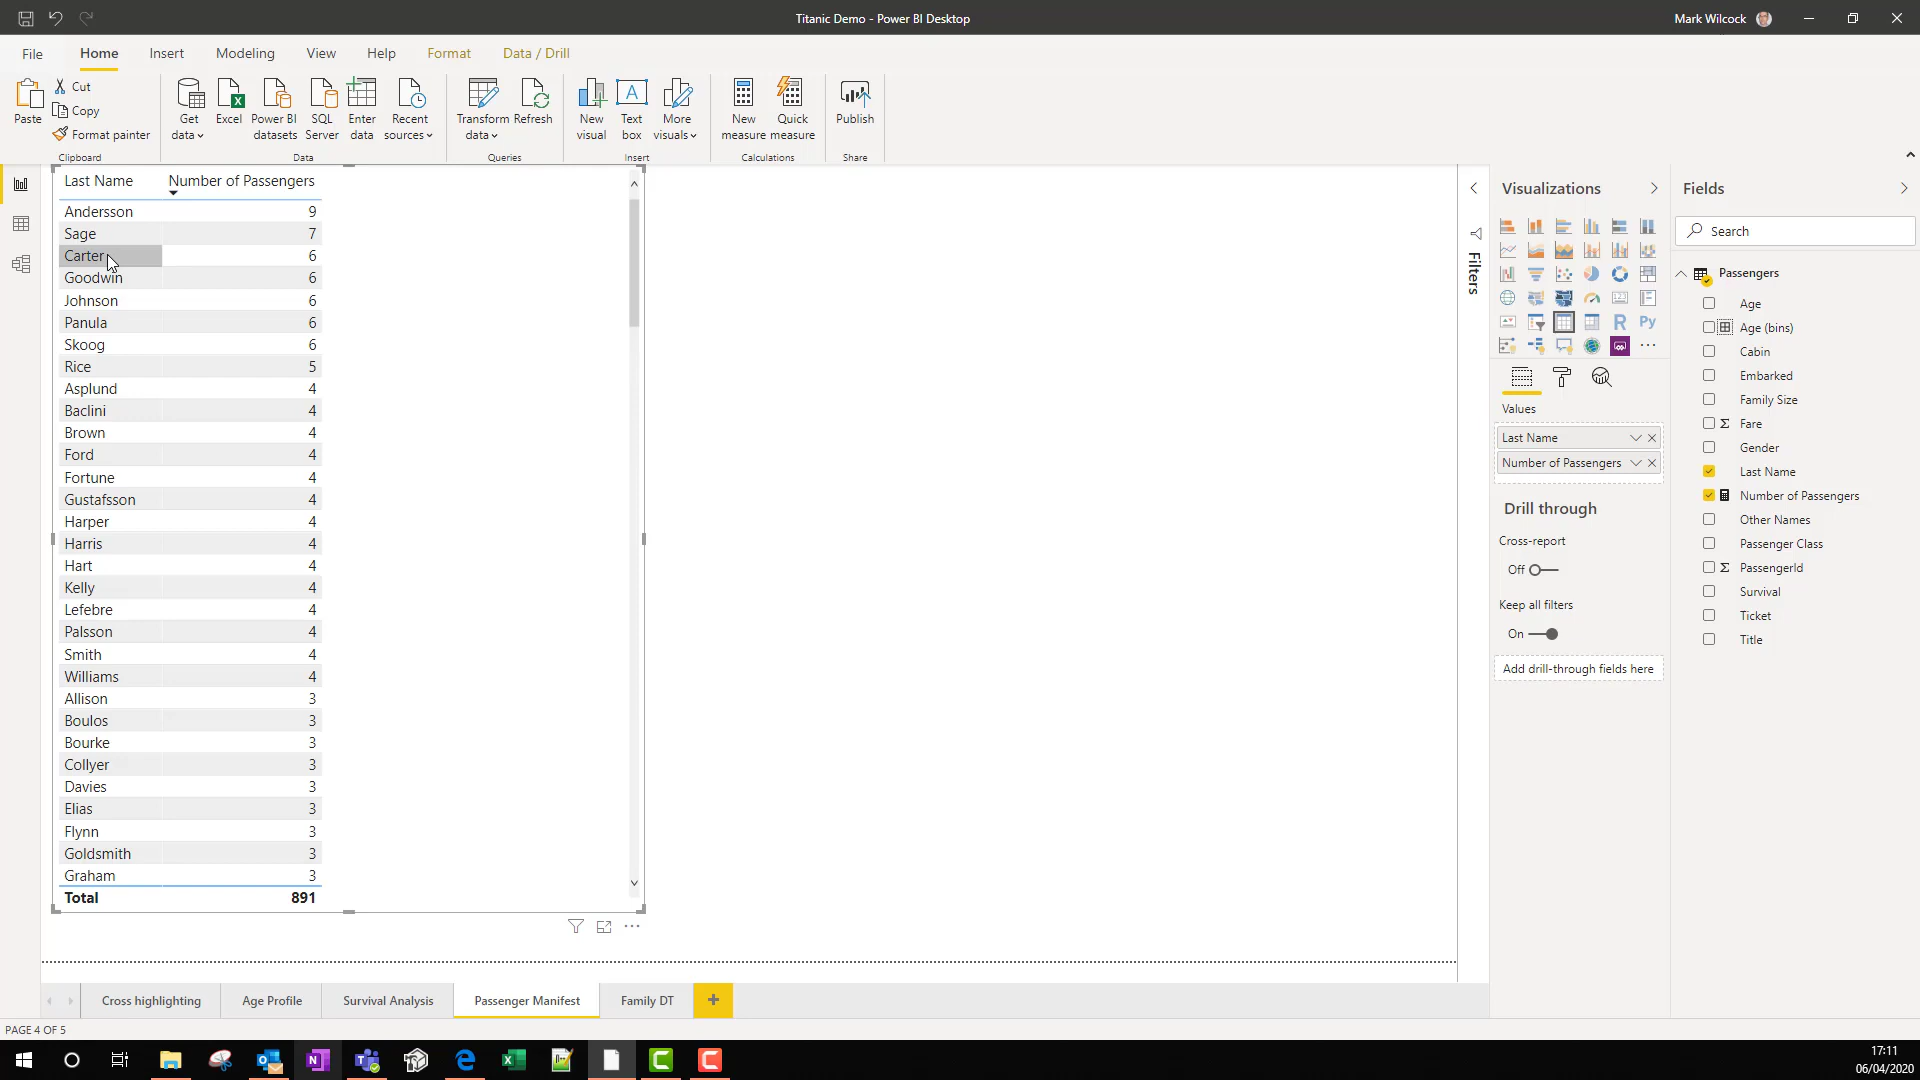 Titanic Demo - Power BI Desktop
Mark Wilcock
File
Home
Insert
Modeling
View
Help
Format
Data / Drill
Paste
Cut
Copy
Format painter
Clipboard
Get data
Excel
Power BI datasets
SQL Server
Enter data
Recent sources
Data
Transform data
Refresh
Queries
New visual
Text box
More visuals
Insert
New measure
Quick measure
Calculations
Publish
Share
Last Name Number of Passengers
Andersson 9
Sage 7
Carter 6
Goodwin 6
Johnson 6
Panula 6
Skoog 6
Rice 5
Asplund 4
Baclini 4
Brown 4
Ford 4
Fortune 4
Gustafsson 4
Harper 4
Harris 4
Hart 4
Kelly 4
Lefebre 4
Palsson 4
Smith 4
Williams 4
Allison 3
Boulos 3
Bourke 3
Collyer 3
Davies 3
Elias 3
Flynn 3
Goldsmith 3
Graham 3
Total 891
Filters
Visualizations
R
Py
Values
Last Name
Number of Passengers
Drill through
Cross-report
Off
Keep all filters
On
Add drill-through fields here
Fields
Search
Passengers
Age
Age (bins)
Cabin
Embarked
Family Size
Fare
Gender
Last Name
Number of Passengers
Other Names
Passenger Class
PassengerId
Survival
Ticket
Title
Cross highlighting
Age Profile
Survival Analysis
Passenger Manifest
Family DT
PAGE 4 OF 5
17:11
06/04/2020